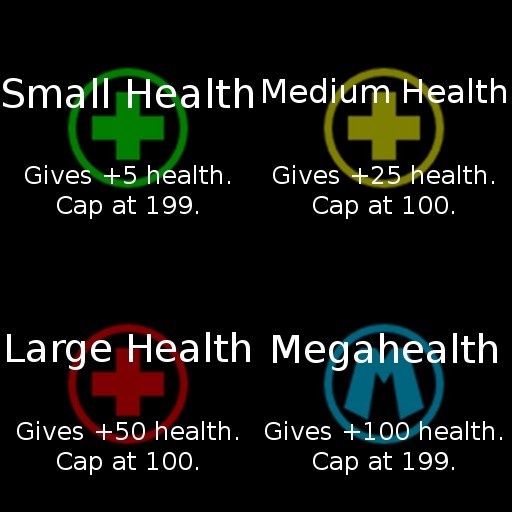 Small Health
Gives +5 health.
Cap at 199.
Medium Health
Gives +25 health.
Cap at 100.
Large Health
Gives +50 health.
Cap at 100.
Megahealth
Gives +100 health.
Cap at 199.